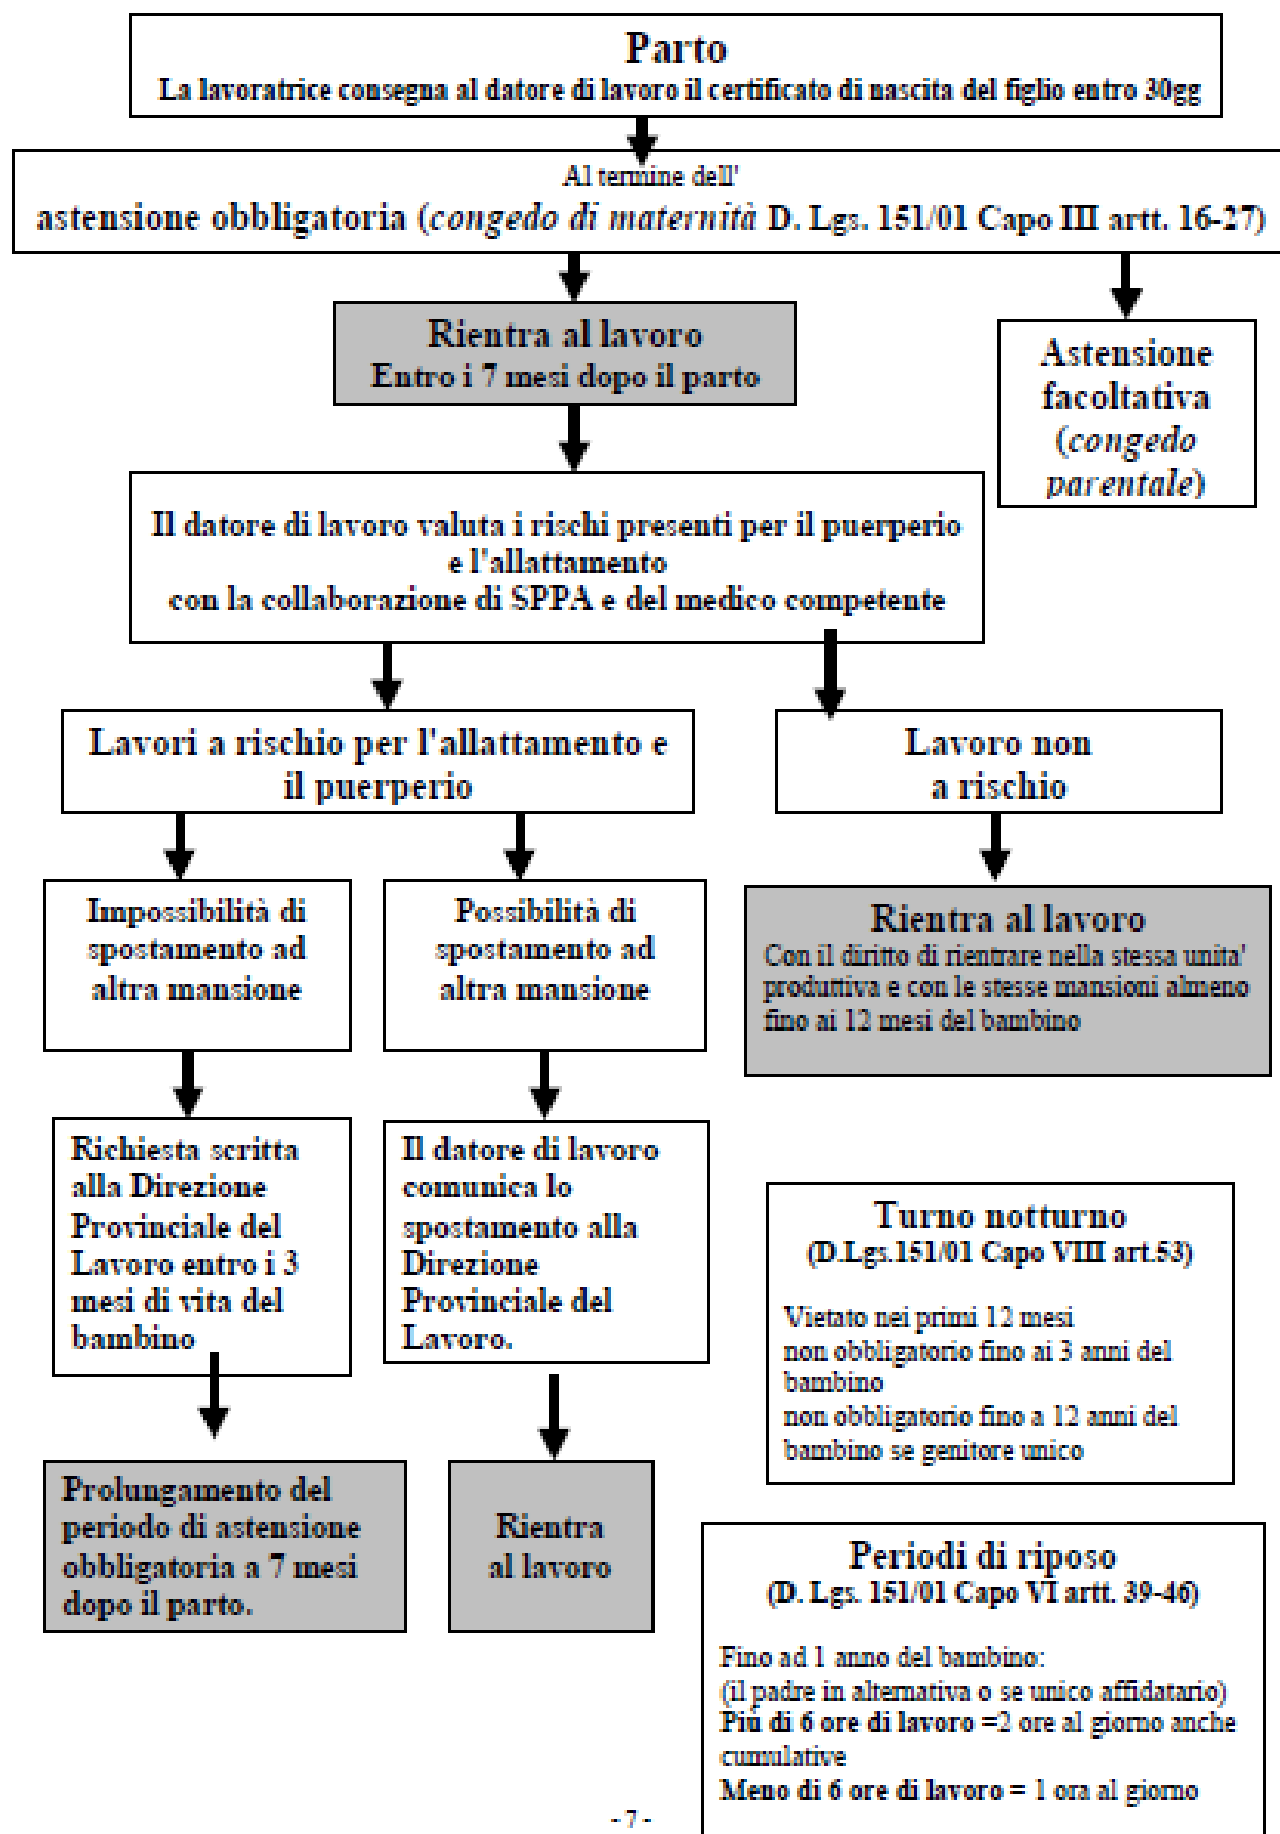 Parto
La lavoratrice consegna al datore di lavoro il certificato di nascita del figlio entro 30gg
Al termine dell'
astensione obbligatoria (congedo di maternità D. Lgs. 151/01 Capo III artt. 16-27)
Rientra al lavoro
Entro i 7 mesi dopo il parto
Astensione
facoltativa
(congedo
parentale)
Il datore di lavoro valuta i rischi presenti per il puerperio
e l'allattamento
con la collaborazione di SPPA e del medico competente
Lavori a rischio per l'allattamento e
il puerperio
Lavoro non
a rischio
Impossibilità di
spostamento ad
altra mansione
Possibilità di
spostamento ad
altra mansione
Rientra al lavoro
Con il diritto di rientrare nella stessa unita'
produttiva e con le stesse mansioni almeno
fino ai 12 mesi del bambino
Richiesta scritta
alla Direzione
Provinciale del
Lavoro entro i 3
mesi di vita del
bambino
Il datore di lavoro
comunica lo
spostamento alla
Direzione
Provinciale del
Lavoro.
Turno notturno
(D.Lgs.151/01 Capo VIII art.53)
Vietato nei primi 12 mesi
non obbligatorio fino ai 3 anni del
bambino
non obbligatorio fino a 12 anni del
bambino se genitore unico
Prolungamento del
periodo di astensione
obbligatoria a 7 mesi
dopo il parto.
Rientra
al lavoro
Periodi di riposo
(D. Lgs. 151/01 Capo VI artt. 39-46)
Fino ad 1 anno del bambino:
(il padre in alternativa o se unico affidatario)
Più di 6 ore di lavoro =2 ore al giorno anche
cumulative
Meno di 6 ore di lavoro = 1 ora al giorno
- 7 -